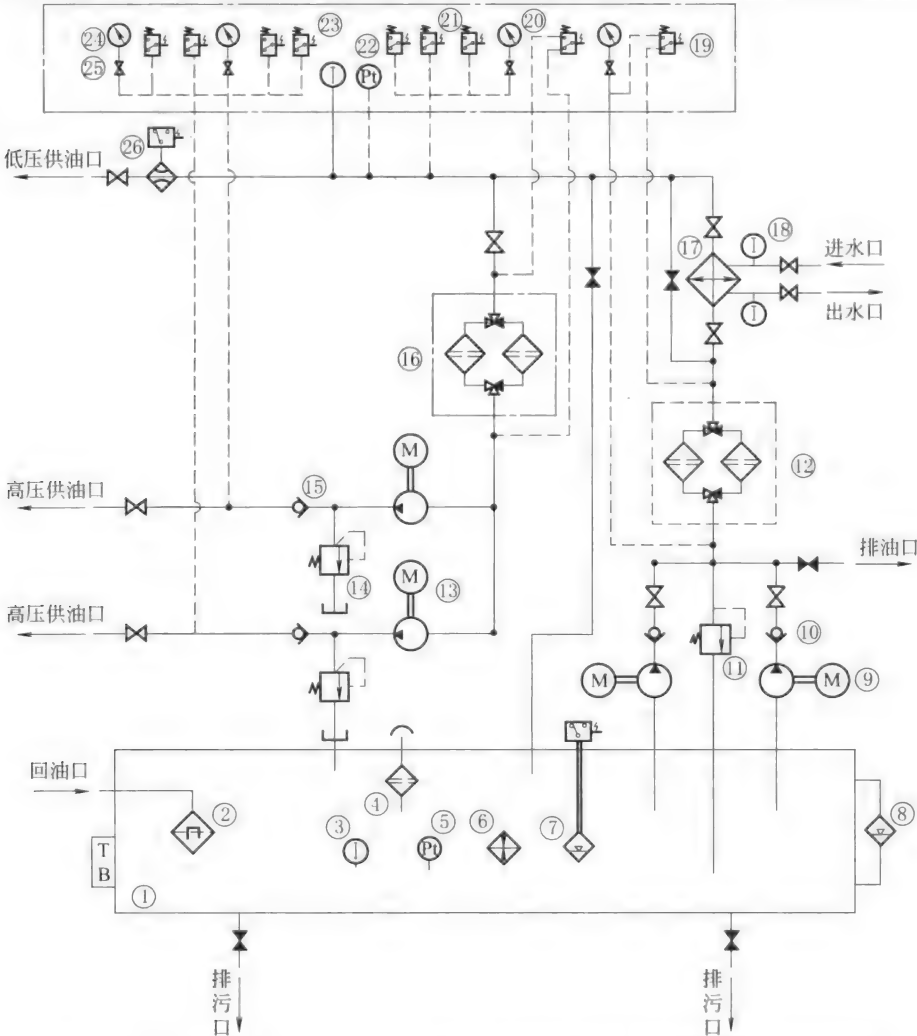 ㉔
㉓
㉑
⑳
㉕
㉒
Pt
⑲
㉖
低压供油口
⑰
⑱
进水口
出水口
⑯
M
⑫
高压供油口
⑮
排油口
⑭
M
⑬
高压供油口
⑩
⑪
M
M
⑨
回油口
②
④
③
⑤
Pt
⑥
⑦
⑧
T
B
①
排污口
排污口